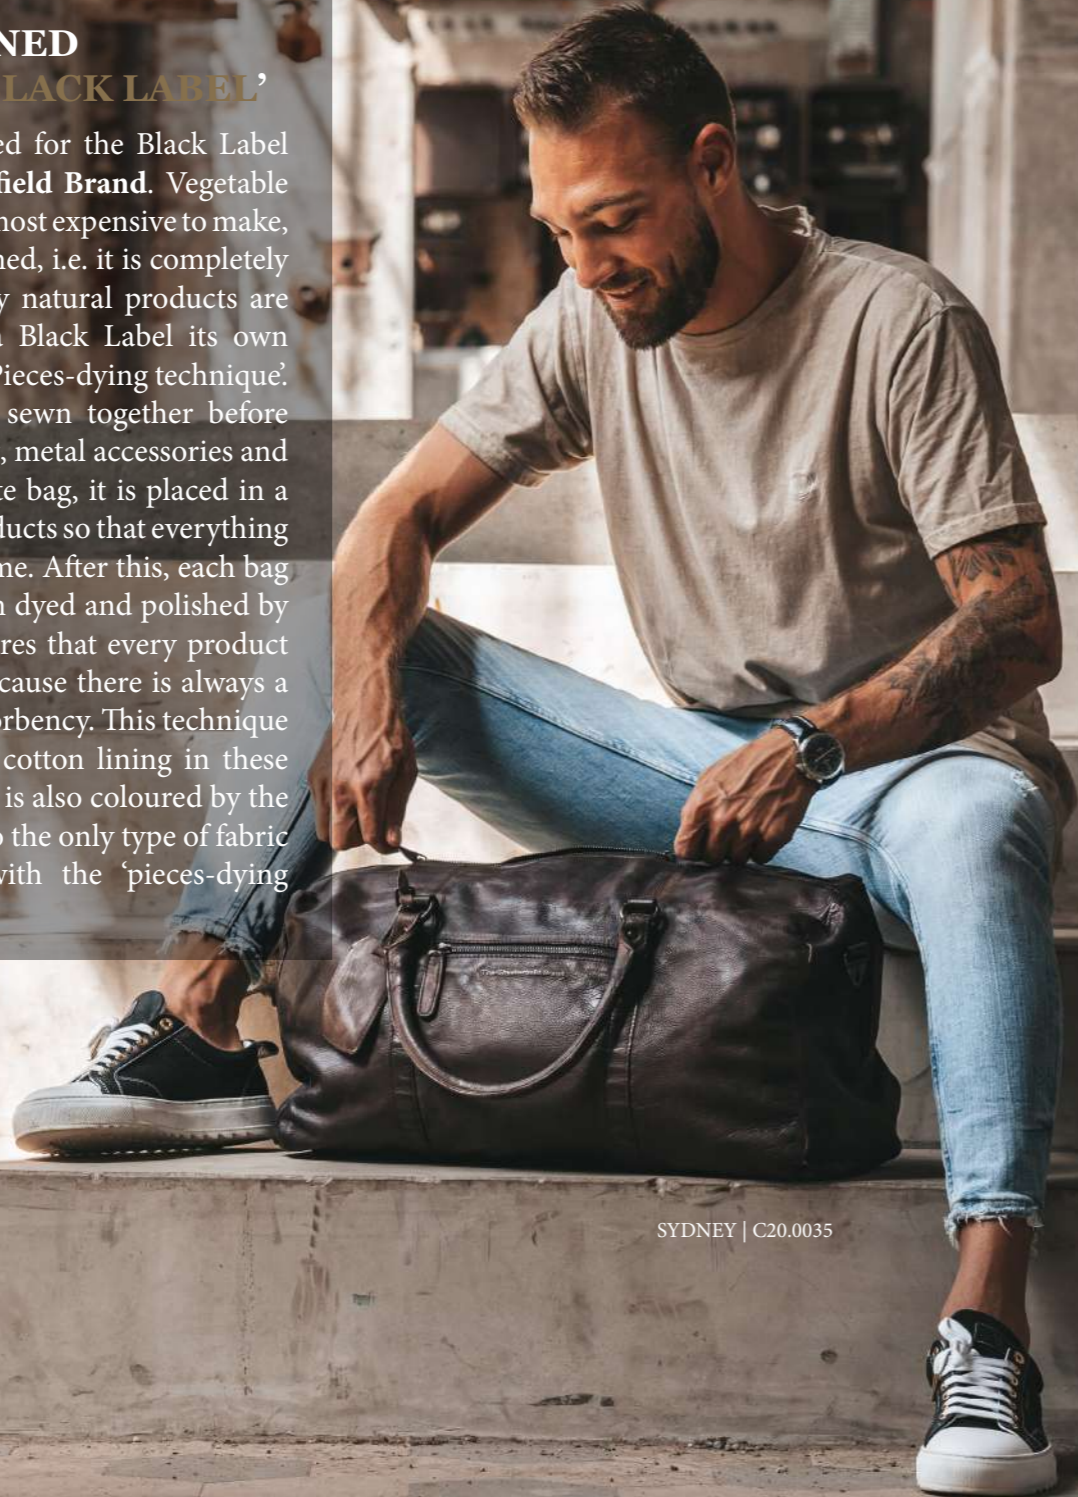 NED
LACK LABEL’
ed for the Black Label
field Brand. Vegetable
most expensive to make,
ned, i.e. it is completely
y natural products are
a Black Label its own
Pieces-dying technique’.
sewn together before
, metal accessories and
te bag, it is placed in a
ducts so that everything
me. After this, each bag
n dyed and polished by
res that every product
cause there is always a
orbency. This technique
cotton lining in these
is also coloured by the
o the only type of fabric
with the ‘pieces-dying
The Chesterfield Brand
SYDNEY | C20.0035